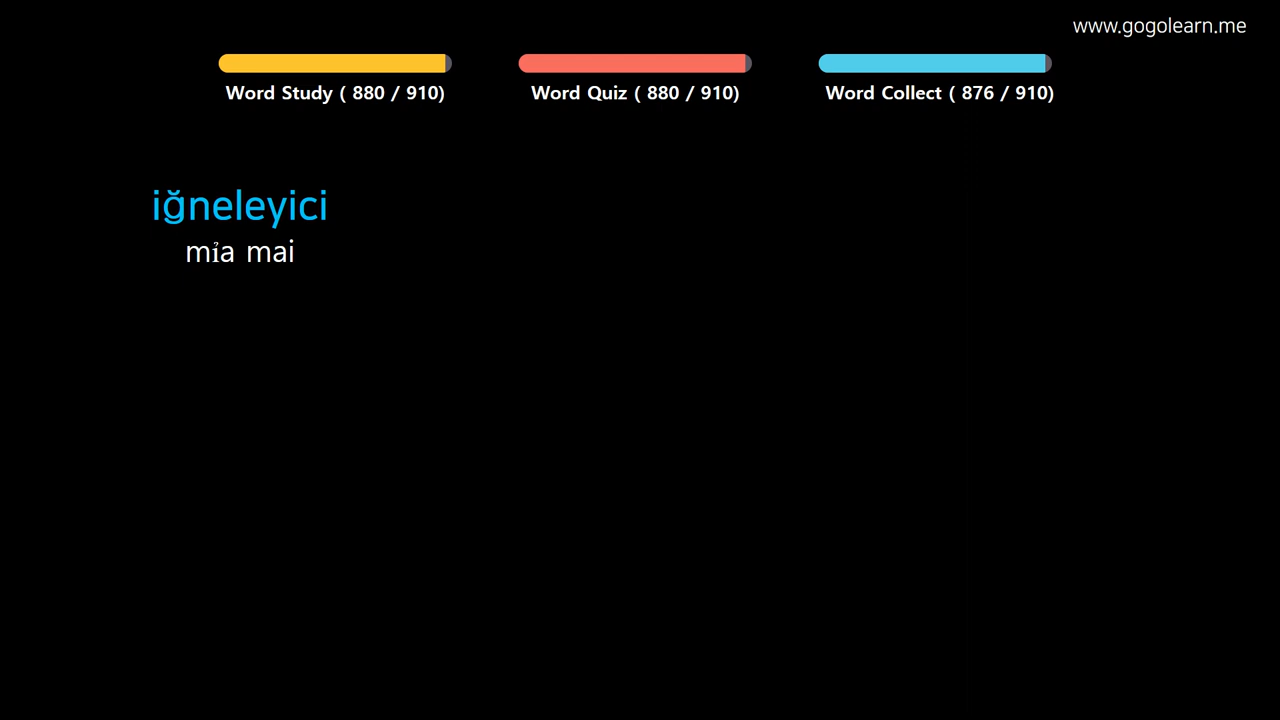 www.gogolearn.me
Word Study ( 880 / 910)
Word Quiz ( 880 / 910)
Word Collect ( 876 / 910)
iğneleyici
mỉa mai